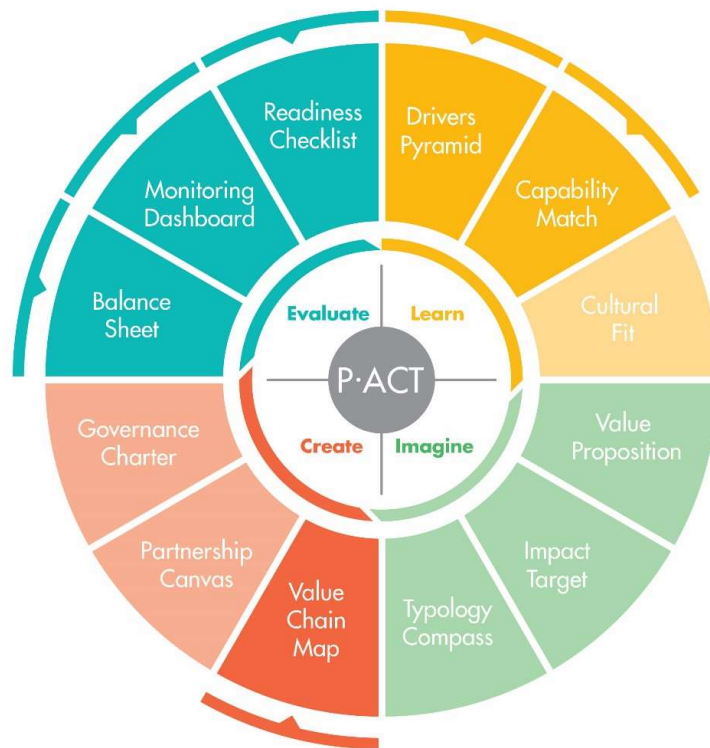 Readiness
Checklist
Drivers
Pyramid
Monitoring
Dashboard
Capability
Match
Balance
Sheet
Cultural
Fit
Evaluate
Learn
P·ACT
Create
Imagine
Governance
Charter
Value
Proposition
Partnership
Canvas
Impact
Target
Value
Chain
Map
Typology
Compass